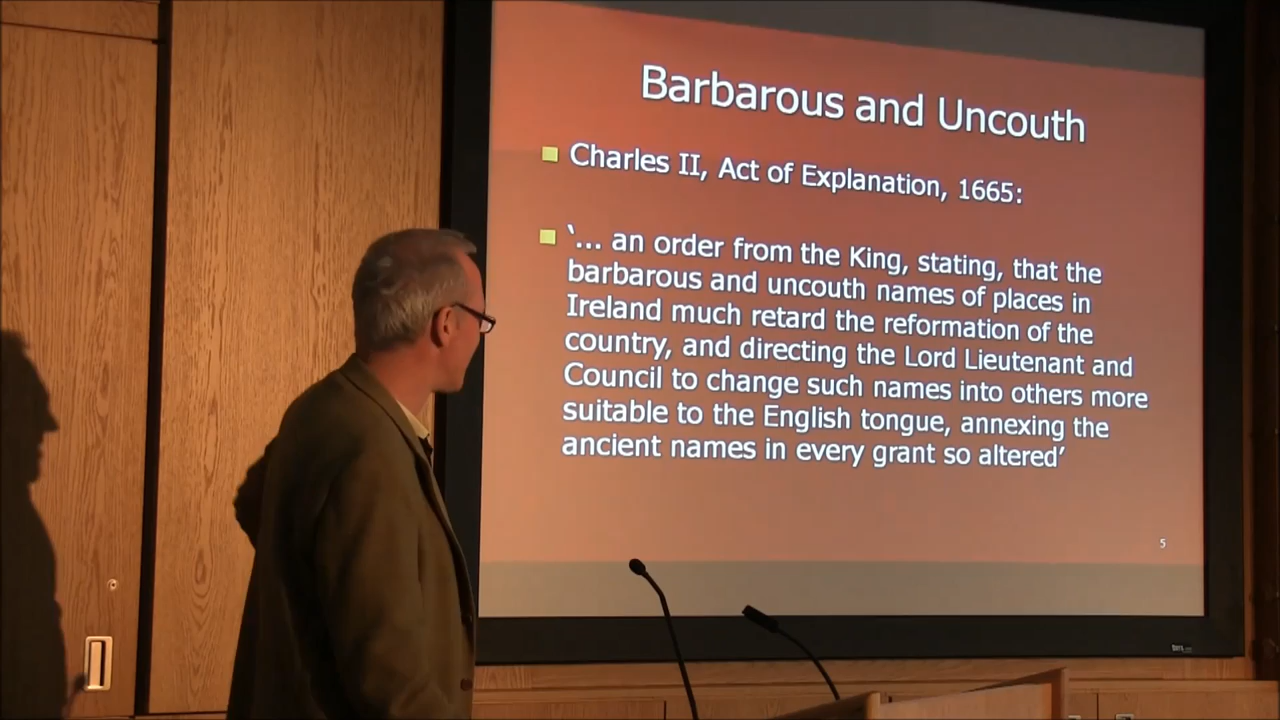 Barbarous and Uncouth
Charles II, Act of Explanation, 1665:
‘... an order from the King, stating, that the
barbarous and uncouth names of places in
Ireland much retard the reformation of the
country, and directing the Lord Lieutenant and
Council to change such names into others more
suitable to the English tongue, annexing the
ancient names in every grant so altered’
5